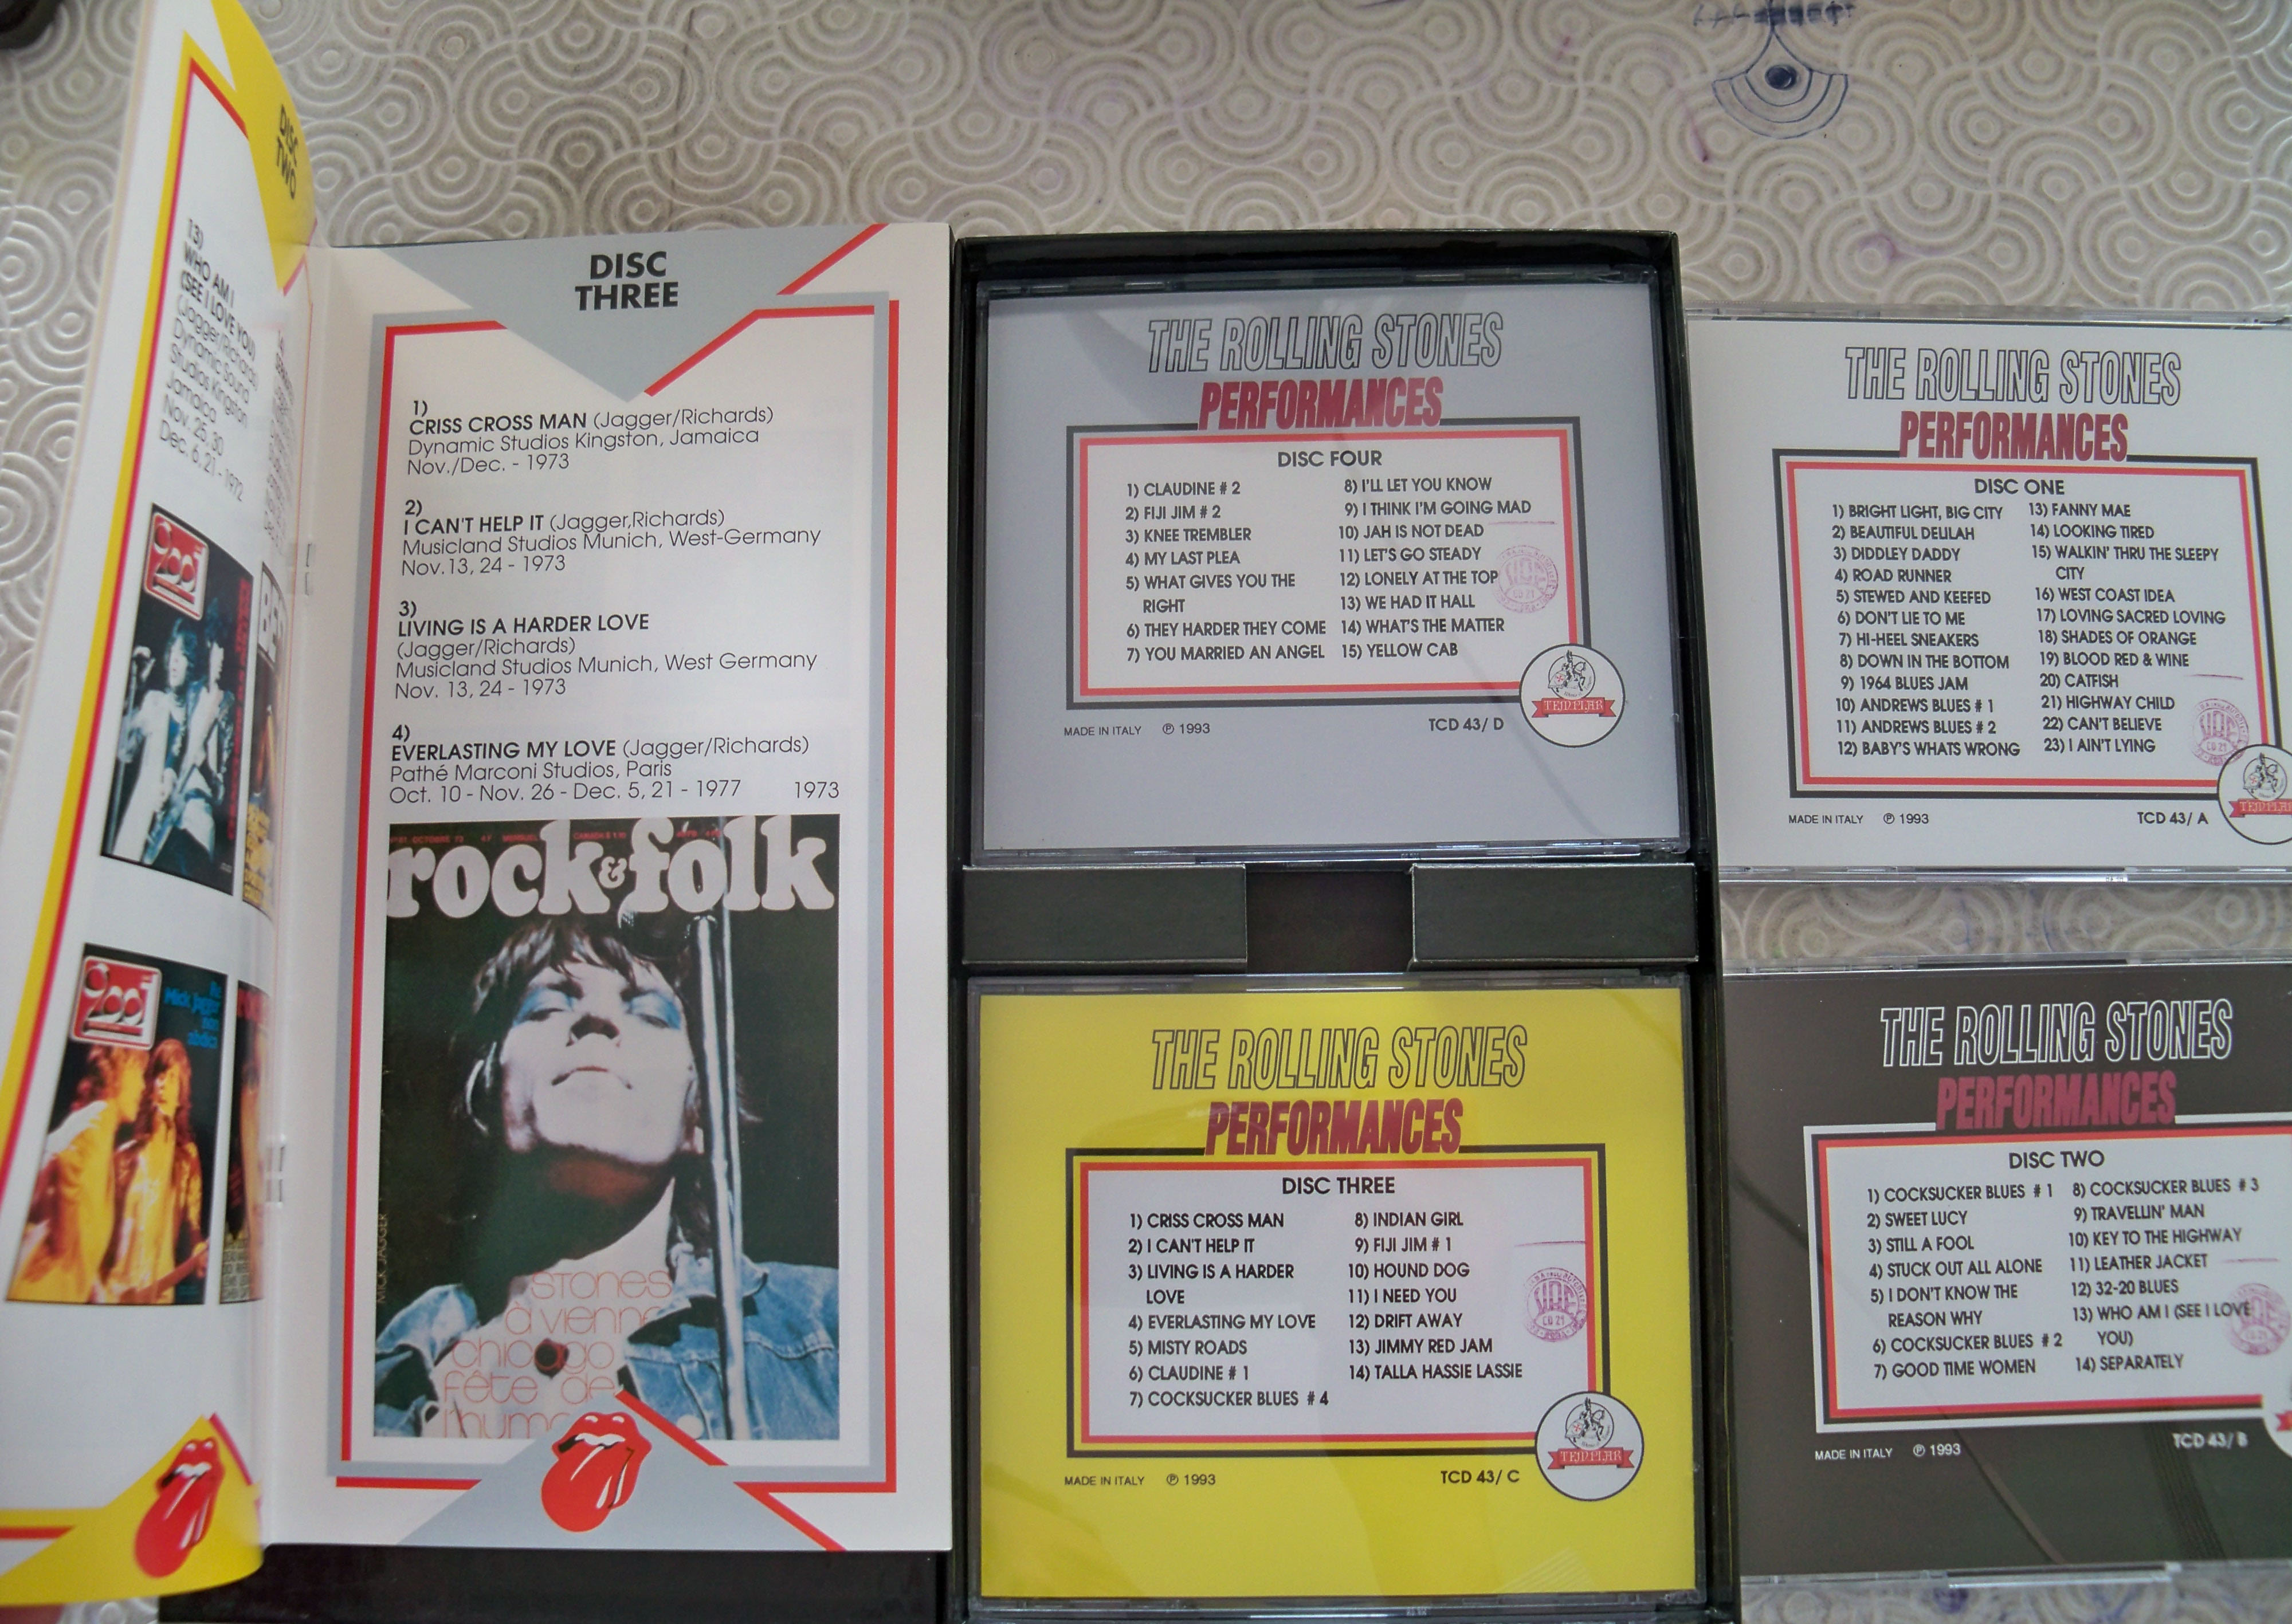 DISC
TWO
13)
WHO AM I
(SEE I LOVE YOU)
(Jagger/Richards)
Dynamic Sound
Studios Kingston
Jamaica
Nov. 25, 30
Dec. 6, 21 - 1972
DISC
THREE
1)
CRISS CROSS MAN (Jagger/Richards)
Dynamic Studios Kingston, Jamaica
Nov./Dec. - 1973
2)
I CAN'T HELP IT (Jagger,Richards)
Musicland Studios Munich, West-Germany
Nov.13, 24 - 1973
3)
LIVING IS A HARDER LOVE
(Jagger/Richards)
Musicland Studios Munich, West Germany
Nov. 13, 24 - 1973
4)
EVERLASTING MY LOVE (Jagger/Richards)
Pathé Marconi Studios, Paris
Oct. 10 - Nov. 26 - Dec. 5, 21 - 1977 1973
rock&folk
MICK JAGGER
stones
à vienne
chicago
fête de
l'huma
THE ROLLING STONES
PERFORMANCES
DISC FOUR
1) CLAUDINE # 2
2) FIJI JIM # 2
3) KNEE TREMBLER
4) MY LAST PLEA
5) WHAT GIVES YOU THE
RIGHT
6) THEY HARDER THEY COME
7) YOU MARRIED AN ANGEL
8) I'LL LET YOU KNOW
9) I THINK I'M GOING MAD
10) JAH IS NOT DEAD
11) LET'S GO STEADY
12) LONELY AT THE TOP
13) WE HAD IT HALL
14) WHAT'S THE MATTER
15) YELLOW CAB
TEMPLAR
MADE IN ITALY ℗ 1993
TCD 43/ D
THE ROLLING STONES
PERFORMANCES
DISC THREE
1) CRISS CROSS MAN
2) I CAN'T HELP IT
3) LIVING IS A HARDER
LOVE
4) EVERLASTING MY LOVE
5) MISTY ROADS
6) CLAUDINE # 1
7) COCKSUCKER BLUES # 4
8) INDIAN GIRL
9) FIJI JIM # 1
10) HOUND DOG
11) I NEED YOU
12) DRIFT AWAY
13) JIMMY RED JAM
14) TALLA HASSIE LASSIE
TEMPLAR
MADE IN ITALY ℗ 1993
TCD 43/ C
THE ROLLING STONES
PERFORMANCES
DISC ONE
1) BRIGHT LIGHT, BIG CITY
2) BEAUTIFUL DELILAH
3) DIDDLEY DADDY
4) ROAD RUNNER
5) STEWED AND KEEFED
6) DON'T LIE TO ME
7) HI-HEEL SNEAKERS
8) DOWN IN THE BOTTOM
9) 1964 BLUES JAM
10) ANDREWS BLUES # 1
11) ANDREWS BLUES # 2
12) BABY'S WHATS WRONG
13) FANNY MAE
14) LOOKING TIRED
15) WALKIN' THRU THE SLEEPY
CITY
16) WEST COAST IDEA
17) LOVING SACRED LOVING
18) SHADES OF ORANGE
19) BLOOD RED & WINE
20) CATFISH
21) HIGHWAY CHILD
22) CAN'T BELIEVE
23) I AIN'T LYING
MADE IN ITALY ℗ 1993
TCD 43/ A
THE ROLLING STONES
PERFORMANCES
DISC TWO
1) COCKSUCKER BLUES # 1
2) SWEET LUCY
3) STILL A FOOL
4) STUCK OUT ALL ALONE
5) I DON'T KNOW THE
REASON WHY
6) COCKSUCKER BLUES # 2
7) GOOD TIME WOMEN
8) COCKSUCKER BLUES # 3
9) TRAVELLIN' MAN
10) KEY TO THE HIGHWAY
11) LEATHER JACKET
12) 32-20 BLUES
13) WHO AM I (SEE I LOVE
YOU)
14) SEPARATELY
MADE IN ITALY ℗ 1993
TCD 43/ B